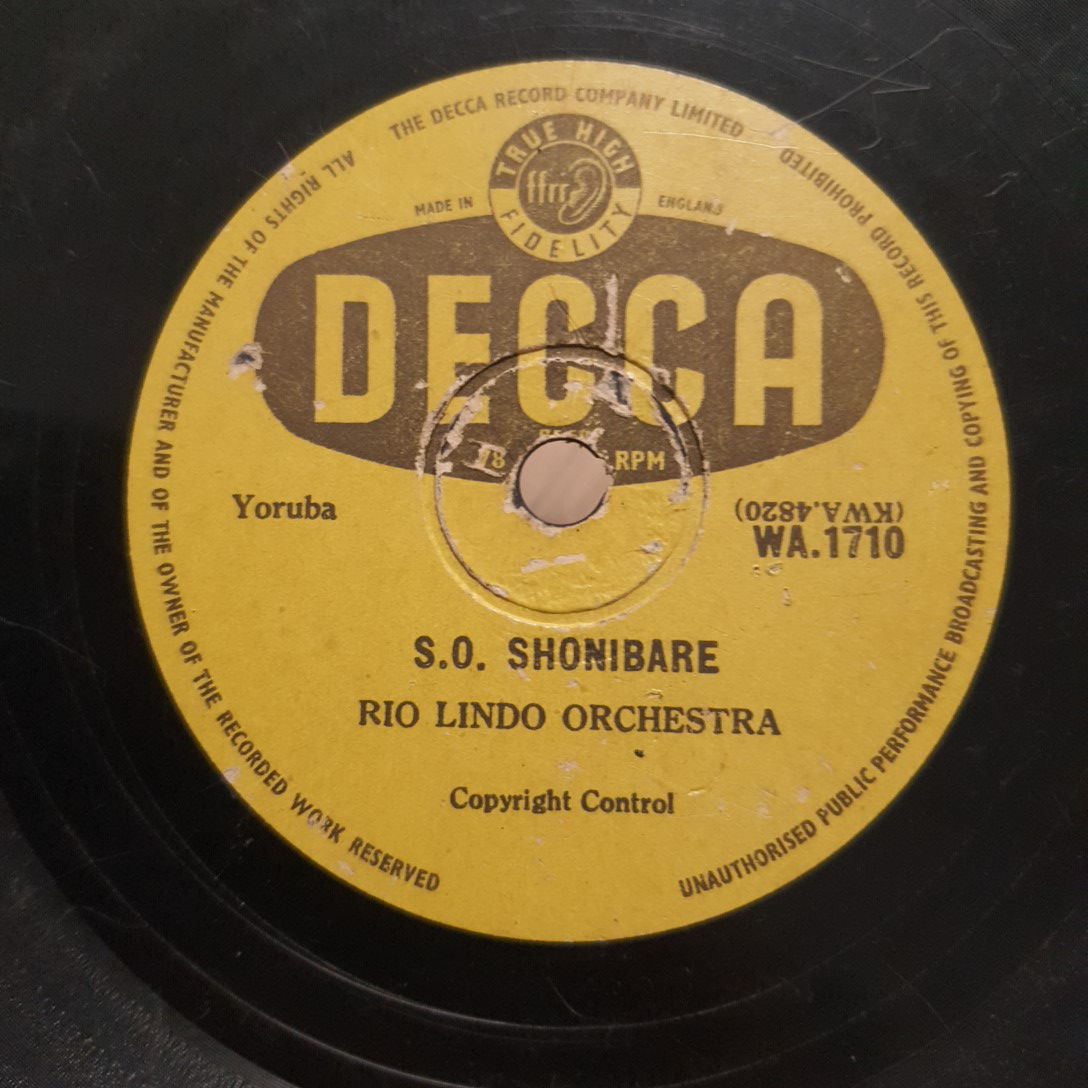 THE DECCA RECORD COMPANY LIMITED
ALL RIGHTS OF THE MANUFACTURER AND OF THE OWNER OF THE RECORDED WORK RESERVED
UNAUTHORISED PUBLIC PERFORMANCE BROADCASTING AND COPYING OF THIS RECORD PROHIBITED
TRUE HIGH
ffrr
FIDELITY
MADE IN ENGLAND
DECCA
78 RPM
Yoruba
(KWA.4820)
WA.1710
S.O. SHONIBARE
RIO LINDO ORCHESTRA
Copyright Control